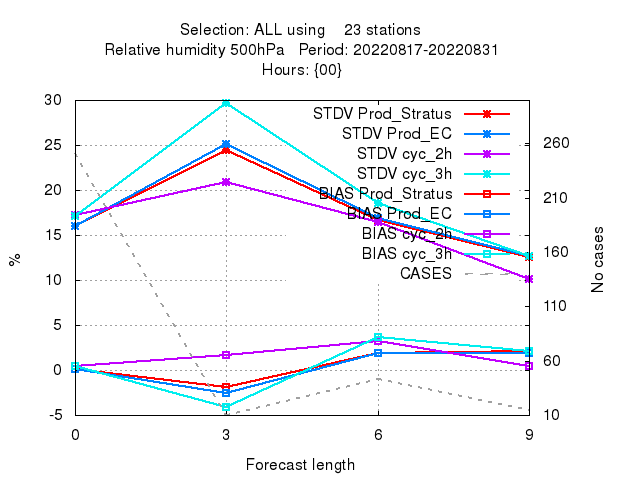 Selection: ALL using 23 stations
Relative humidity 500hPa Period: 20220817-20220831
Hours: {00}
30
25
20
15
10
5
0
-5
%
STDV Prod_Stratus
STDV Prod_EC
STDV cyc_2h
STDV cyc_3h
BIAS Prod_Stratus
BIAS Prod_EC
BIAS cyc_2h
BIAS cyc_3h
CASES
260
210
160
110
60
10
No cases
0 3 6 9
Forecast length